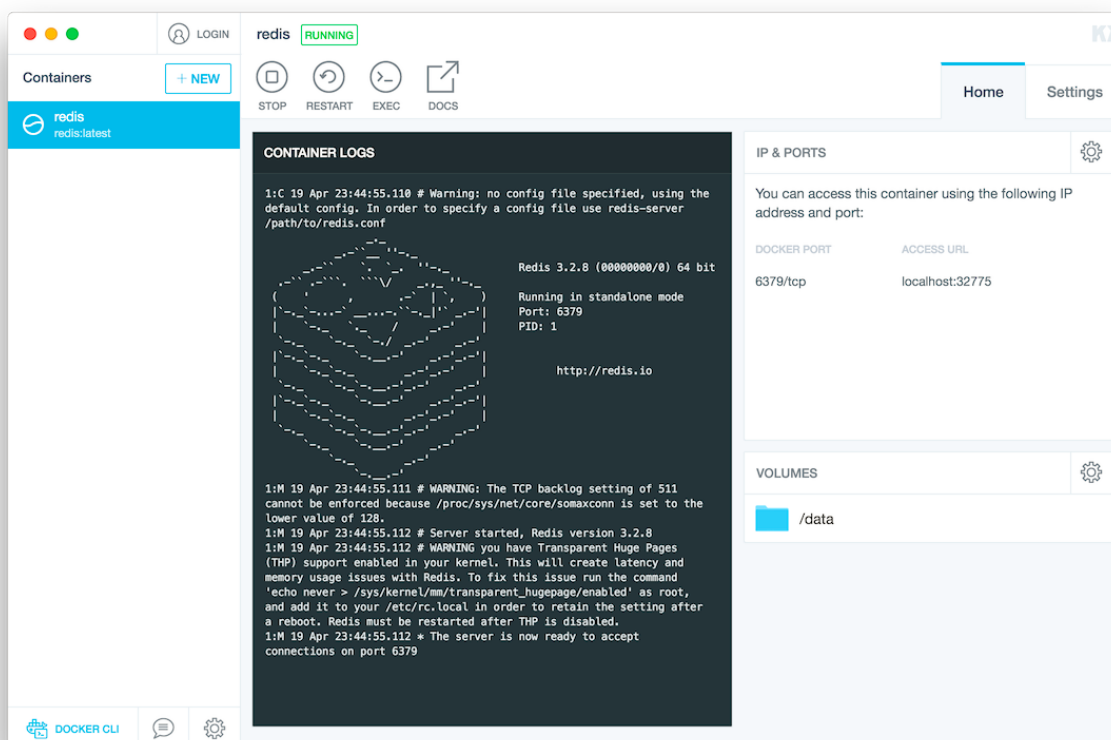 LOGIN
redis RUNNING
Containers
+ NEW
redis
redis:latest
STOP
RESTART
EXEC
DOCS
Home
Settings
CONTAINER LOGS
1:C 19 Apr 23:44:55.110 # Warning: no config file specified, using the
default config. In order to specify a config file use redis-server
/path/to/redis.conf
Redis 3.2.8 (00000000/0) 64 bit
Running in standalone mode
Port: 6379
PID: 1
http://redis.io
1:M 19 Apr 23:44:55.111 # WARNING: The TCP backlog setting of 511
cannot be enforced because /proc/sys/net/core/somaxconn is set to the
lower value of 128.
1:M 19 Apr 23:44:55.112 # Server started, Redis version 3.2.8
1:M 19 Apr 23:44:55.112 # WARNING you have Transparent Huge Pages
(THP) support enabled in your kernel. This will create latency and
memory usage issues with Redis. To fix this issue run the command
'echo never > /sys/kernel/mm/transparent_hugepage/enabled' as root,
and add it to your /etc/rc.local in order to retain the setting after
a reboot. Redis must be restarted after THP is disabled.
1:M 19 Apr 23:44:55.112 * The server is now ready to accept
connections on port 6379
IP & PORTS
You can access this container using the following IP
address and port:
DOCKER PORT
ACCESS URL
6379/tcp
localhost:32775
VOLUMES
/data
DOCKER CLI